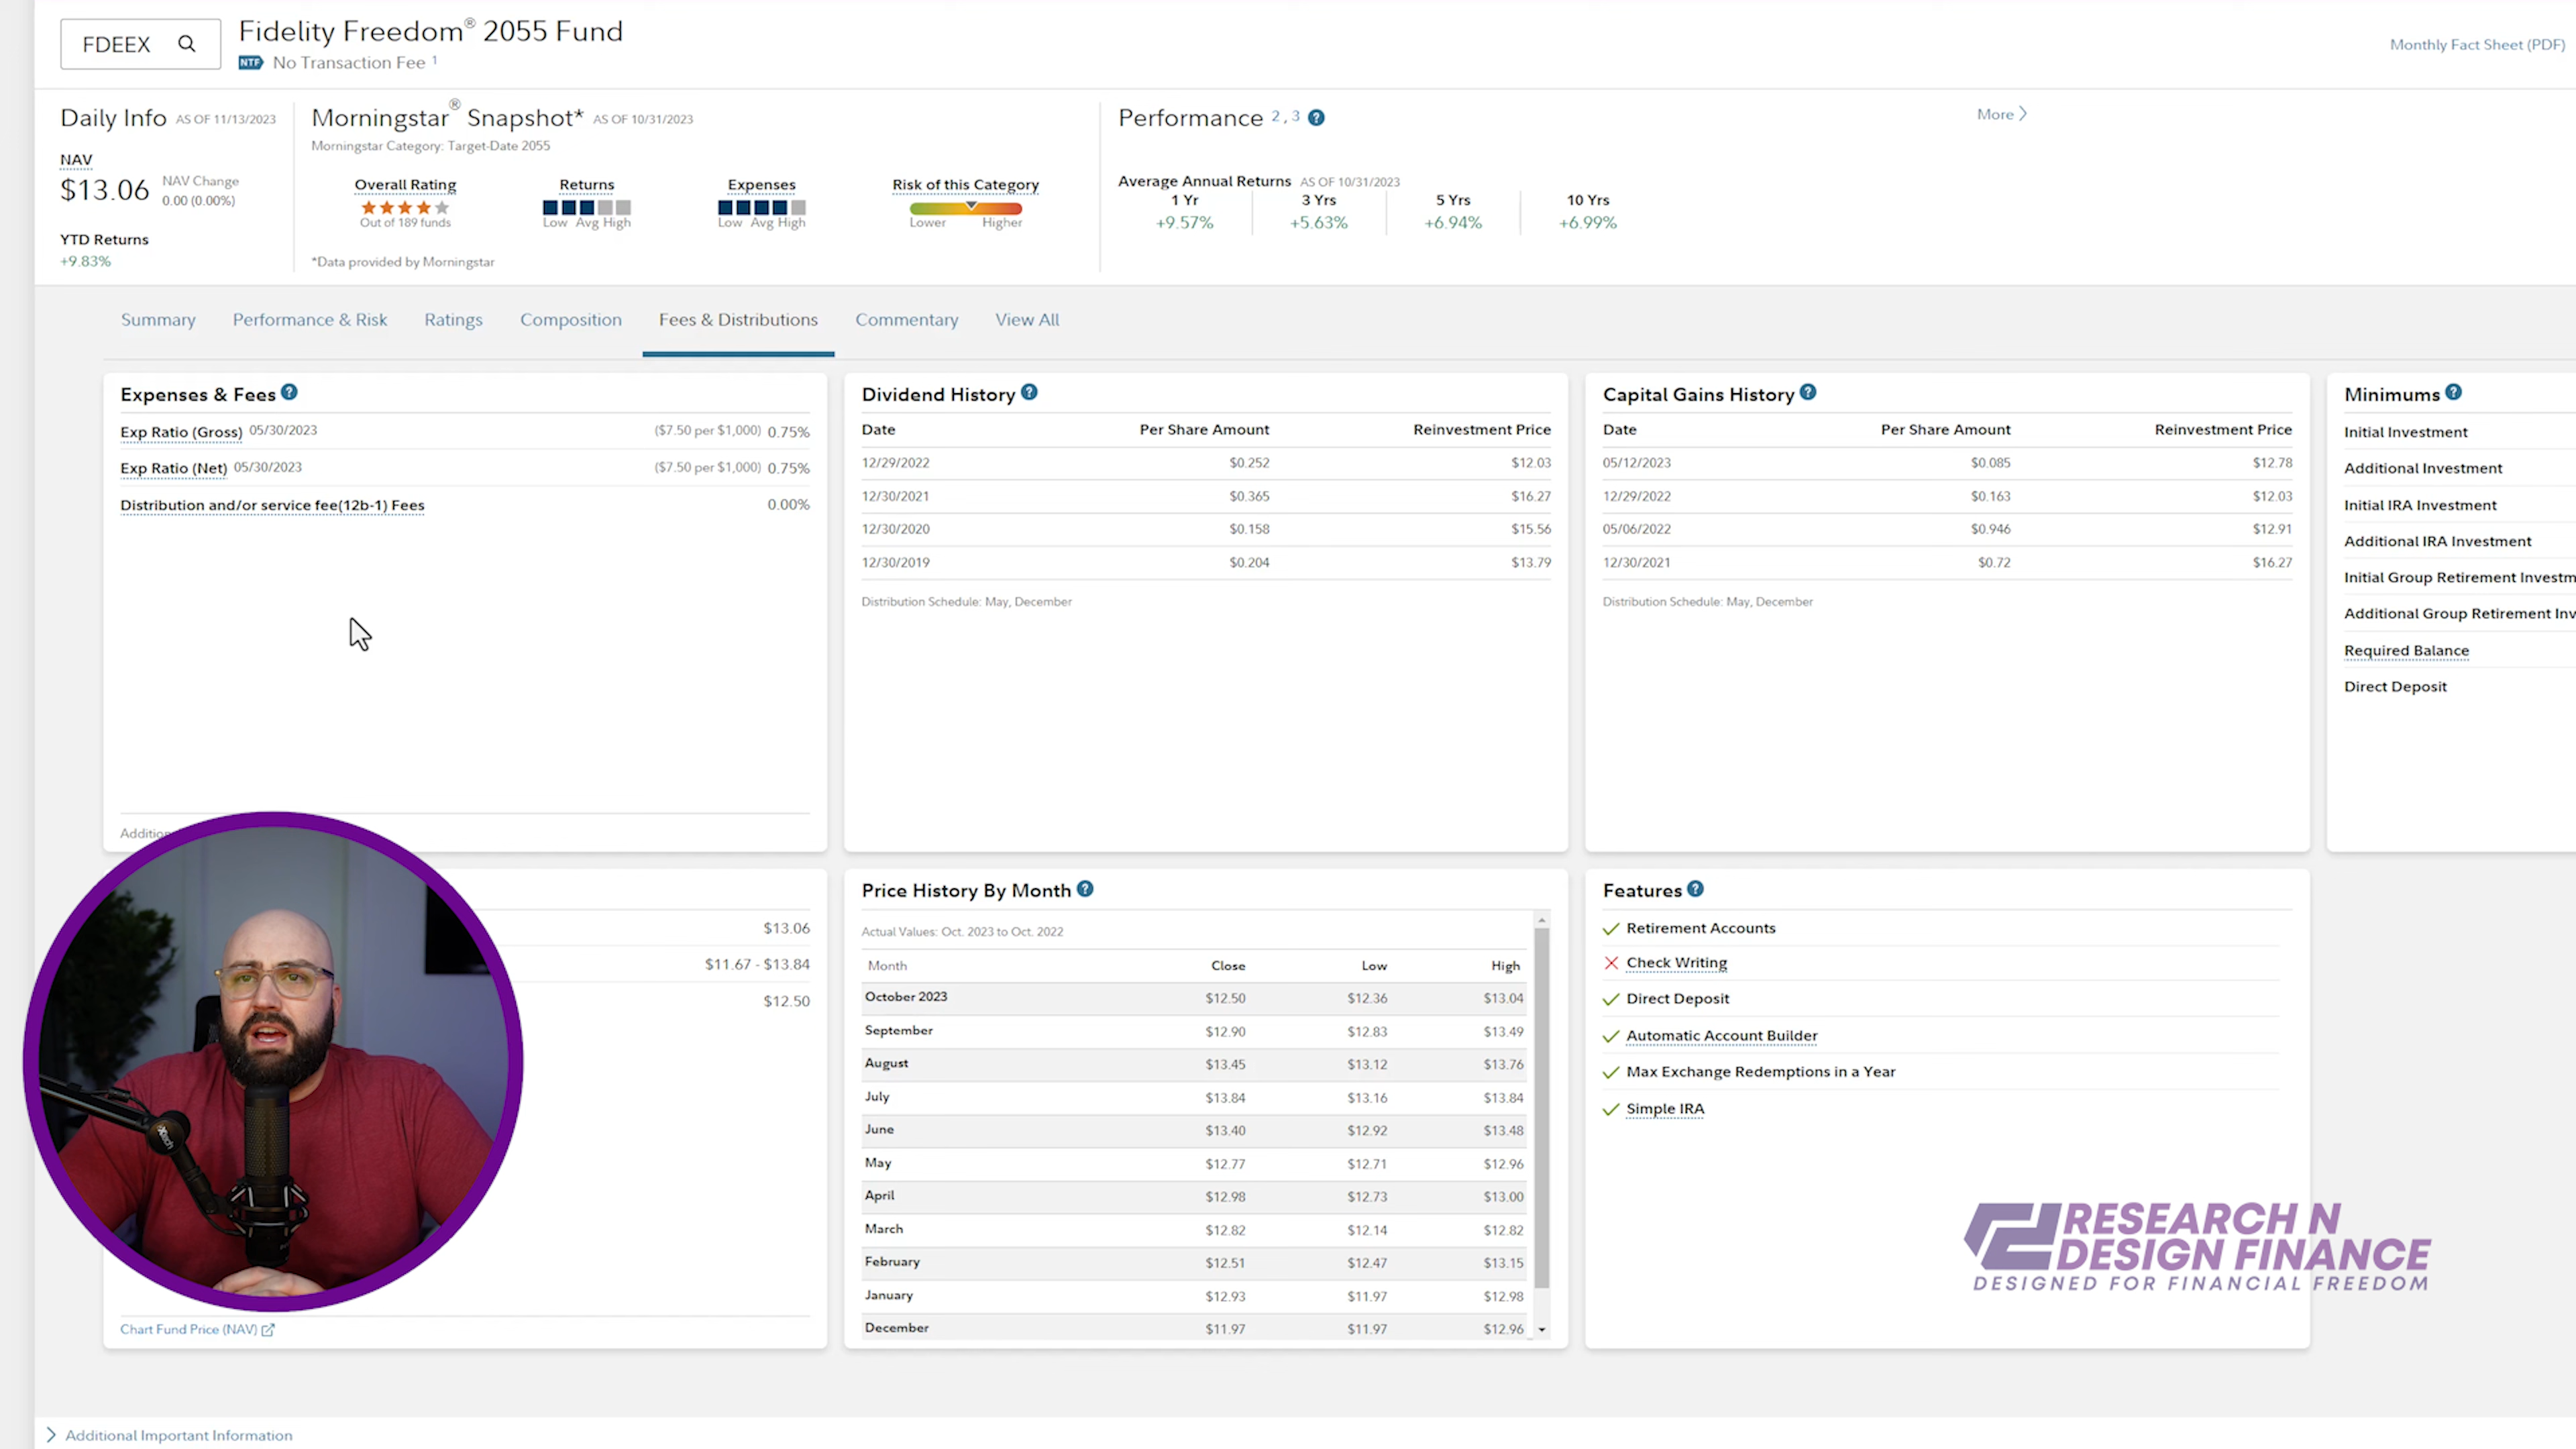 FDEEX
Fidelity Freedom® 2055 Fund
NTF No Transaction Fee 1
Monthly Fact Sheet (PDF)
Daily Info AS OF 11/13/2023
NAV
$13.06
NAV Change
0.00 (0.00%)
YTD Returns
+9.83%
Morningstar® Snapshot* AS OF 10/31/2023
Morningstar Category: Target-Date 2055
Overall Rating
Out of 189 funds
Returns
Low Avg High
Expenses
Low Avg High
Risk of this Category
Lower Higher
*Data provided by Morningstar
Performance 2, 3 ?
More
Average Annual Returns AS OF 10/31/2023
1 Yr 3 Yrs 5 Yrs 10 Yrs
+9.57% +5.63% +6.94% +6.99%
Summary Performance & Risk Ratings Composition Fees & Distributions Commentary View All
Expenses & Fees ?
Exp Ratio (Gross) 05/30/2023 ($7.50 per $1,000) 0.75%
Exp Ratio (Net) 05/30/2023 ($7.50 per $1,000) 0.75%
Distribution and/or service fee(12b-1) Fees 0.00%
Dividend History ?
Date Per Share Amount Reinvestment Price
12/29/2022 $0.252 $12.03
12/30/2021 $0.365 $16.27
12/30/2020 $0.158 $15.56
12/30/2019 $0.204 $13.79
Distribution Schedule: May, December
Capital Gains History ?
Date Per Share Amount Reinvestment Price
05/12/2023 $0.085 $12.78
12/29/2022 $0.163 $12.03
05/06/2022 $0.946 $12.91
12/30/2021 $0.72 $16.27
Distribution Schedule: May, December
Minimums ?
Initial Investment
Additional Investment
Initial IRA Investment
Additional IRA Investment
Initial Group Retirement Investm
Additional Group Retirement Inv
Required Balance
Direct Deposit
$13.06
$11.67 - $13.84
$12.50
Chart Fund Price (NAV)
Price History By Month ?
Actual Values: Oct. 2023 to Oct. 2022
Month Close Low High
October 2023 $12.50 $12.36 $13.04
September $12.90 $12.83 $13.49
August $13.45 $13.12 $13.76
July $13.84 $13.16 $13.84
June $13.40 $12.92 $13.48
May $12.77 $12.71 $12.96
April $12.98 $12.73 $13.00
March $12.82 $12.14 $12.82
February $12.51 $12.47 $13.15
January $12.93 $11.97 $12.98
December $11.97 $11.97 $12.96
Features ?
Retirement Accounts
Check Writing
Direct Deposit
Automatic Account Builder
Max Exchange Redemptions in a Year
Simple IRA
RESEARCH N
DESIGN FINANCE
DESIGNED FOR FINANCIAL FREEDOM
Additional Important Information